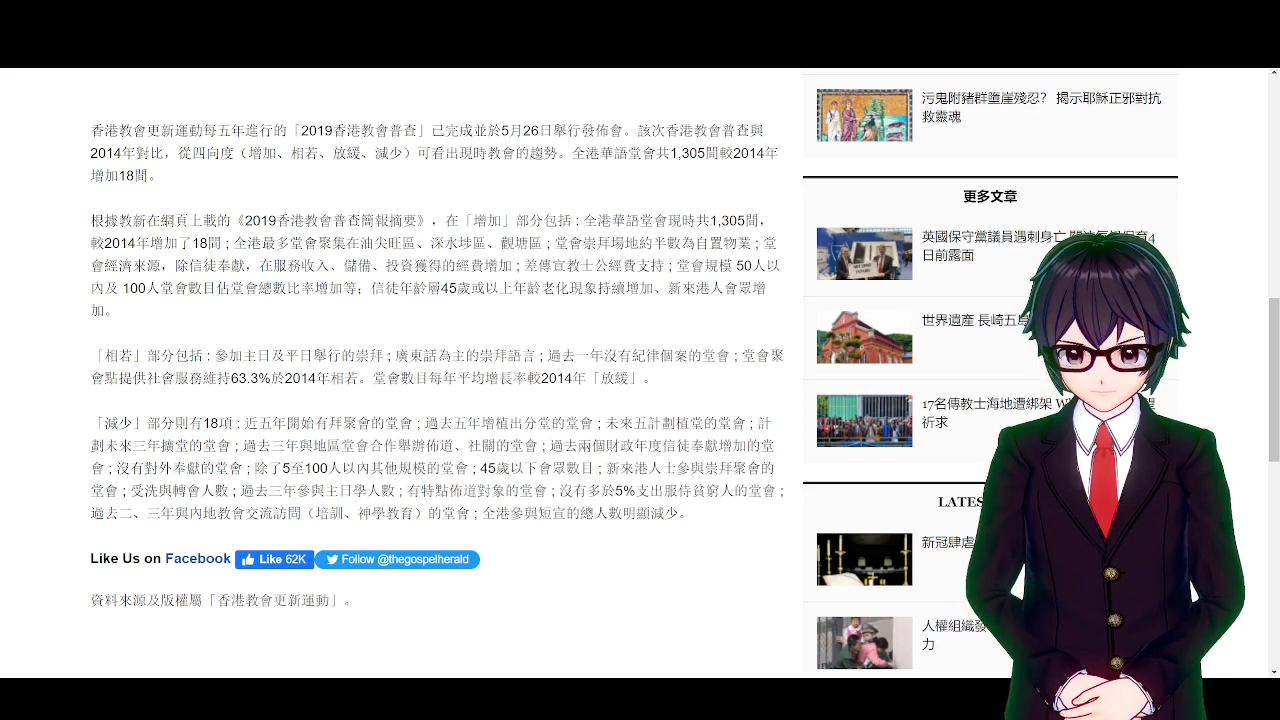 香港教會更新運動每五年進行的「2019香港教會普查」已完成並於5月26日舉行發佈會。該次香港教會普查與
2014年對比，從四向度（增加、相若、放緩、減少）可看出現時教會的趨勢。全港華語堂會共1,305間較2014年
增加18間。
根據教新在網頁上載的《2019香港教會普查簡報摘要》，在「增加」部分包括 : 全港華語堂會現時共1,305間，
較2014年增加了18間 ; 全港最多堂會聚集在油尖旺區、深水埗區、觀塘區 ; 堂會崇拜場地約半數為自置物業 ; 堂
會經濟來源，除信徒奉獻，在服務收入、儲備、投資獲得的經費增加 ; 差傳宣教士公經費支持 ; 堂會規模 50人以
內及 100人堂會數目佔堂會總數比率增加等；信徒年齡層45歲或以上年齡老化現象持續增加、新來港人會眾增
加。
「相若」部分包括 : 參加主日及平日舉行的崇拜 ; 廣東話為主的崇拜語言 ; 過去一年沒有紀律個案的堂會 ; 堂會聚
會點提供社會服務維持63.3%於2014年相若。堂會數目每年平均增長率較2014年「放緩」。
「減少」部分則有18項 : 近五年開始有拜聚會的堂會 ; 過去五年增植出分堂的堂會 ; 未來五計劃植堂的堂會 ; 計
劃未來五年擴堂的堂會 ; 過去三年與地區堂會合作舉辦佈道、社關的堂會 ; 過去兩個財政年度信徒奉獻增加的堂
會 ; 沒有對外奉獻的堂會 ; 除了5至100人以內其他規模的堂會 ; 45歲以下會眾數目 ; 新來港人士參與崇拜聚會的
堂會 ; 受洗與轉會人數 ; 過去三年參與主日學人數 ; 有特點佈道對象的堂會 ; 沒有多於5%支出服侍貧窮人的堂會 ;
過去二、三年與內地教會交流訪問（培訓、神學教育）的堂會 ; 全港參與短宣的總人數明顯減少。
Like Us on Facebook Like 62K Follow @thegospelherald
資料來源及版權屬「香港教會更新運動」。
污鬼附豬群墮崖殘忍？ 揭示耶穌正邪對抗
救靈魂
更多文章
英國保守黨議員遇刺身亡
日前露面
世界遺產 長崎五島
17名傳教士海地遭綁架
祈求
LATES
新冠肆虐
人權組織發
力